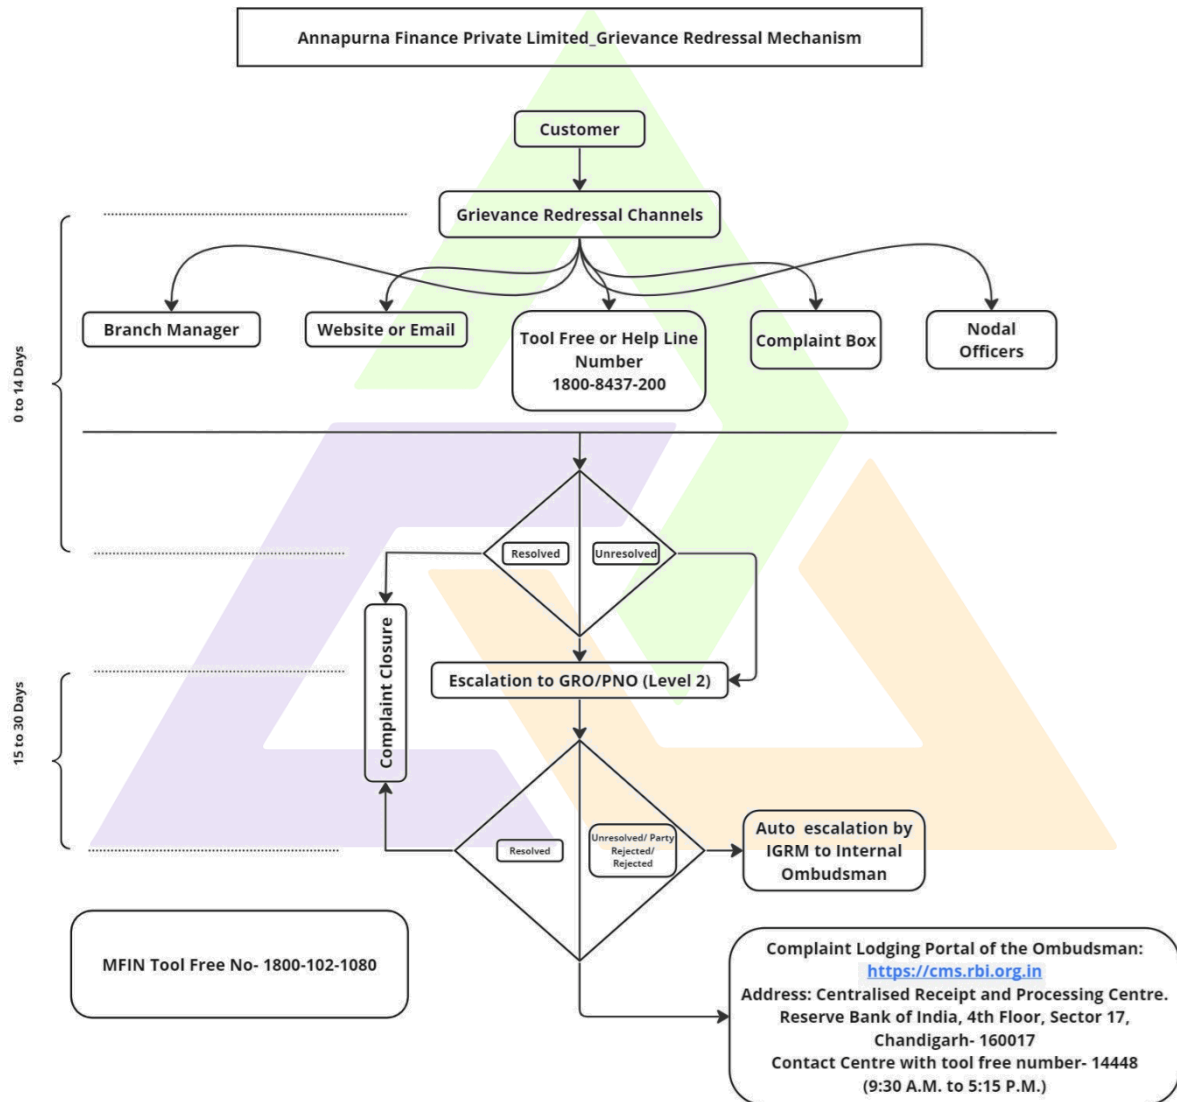 Annapurna Finance Private Limited_Grievance Redressal Mechanism
Customer
Grievance Redressal Channels
Branch Manager
Website or Email
Tool Free or Help Line
Number
1800-8437-200
Complaint Box
Nodal
Officers
0 to 14 Days
Resolved
Unresolved
Complaint Closure
Escalation to GRO/PNO (Level 2)
15 to 30 Days
Resolved
Unresolved/ Party
Rejected/
Rejected
Auto escalation by
IGRM to Internal
Ombudsman
MFIN Tool Free No- 1800-102-1080
Complaint Lodging Portal of the Ombudsman:
https://cms.rbi.org.in
Address: Centralised Receipt and Processing Centre.
Reserve Bank of India, 4th Floor, Sector 17,
Chandigarh- 160017
Contact Centre with tool free number- 14448
(9:30 A.M. to 5:15 P.M.)